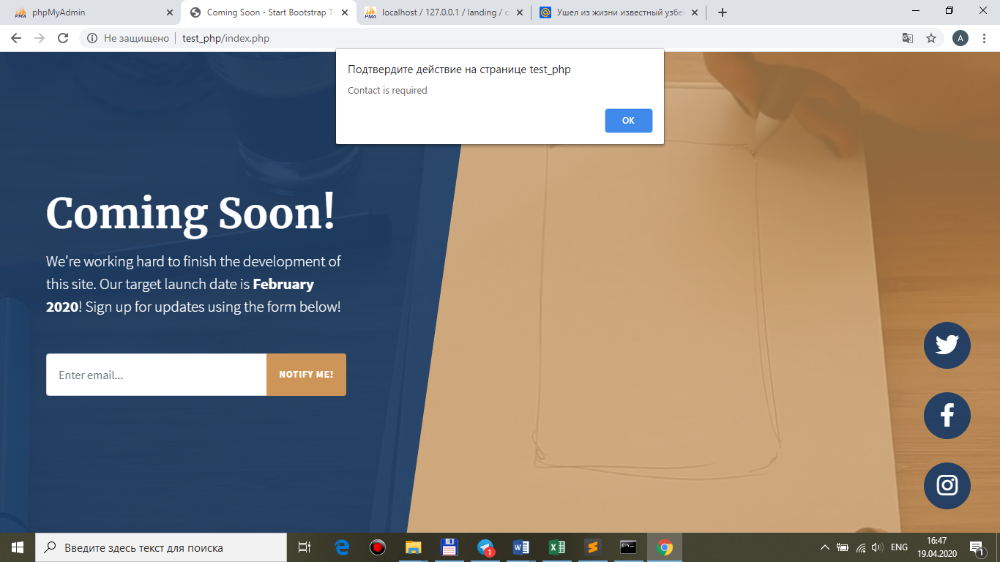 phpMyAdmin
Coming Soon - Start Bootstrap Th
localhost / 127.0.0.1 / landing / c
Ушел из жизни известный узбе
Не защищено
test_php/index.php
A
Подтвердите действие на странице test_php
Contact is required
OK
Coming Soon!
We're working hard to finish the development of
this site. Our target launch date is February
2020! Sign up for updates using the form below!
Enter email...
NOTIFY ME!
Введите здесь текст для поиска
1
ENG
16:47
19.04.2020
1